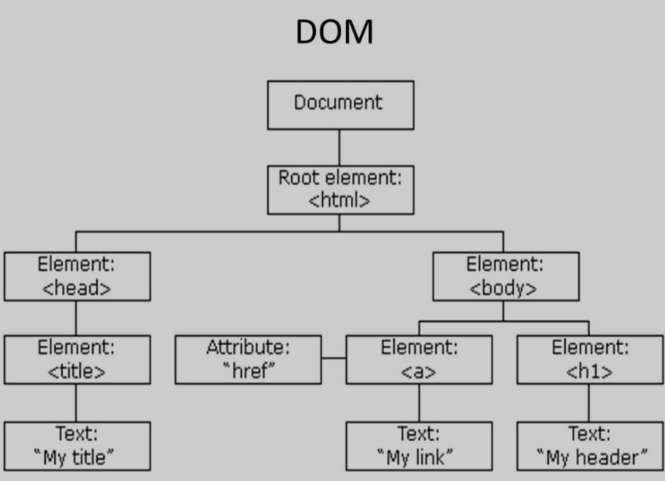 DOM
Document
Root element:
<html>
Element:
<head>
Element:
<body>
Element:
<title>
Attribute:
"href"
Element:
<a>
Element:
<h1>
Text:
"My title"
Text:
"My link"
Text:
"My header"